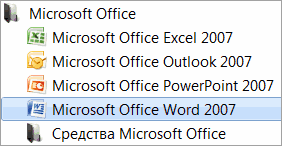 Microsoft Office
Microsoft Office Excel 2007
Microsoft Office Outlook 2007
Microsoft Office PowerPoint 2007
Microsoft Office Word 2007
Средства Microsoft Office